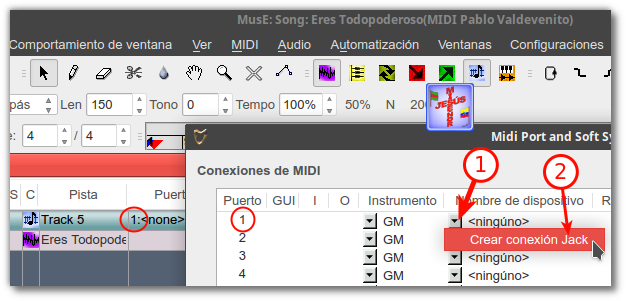 MusE: Song: Eres Todopoderoso(MIDI Pablo Valdevenito)
Comportamiento de ventana Ver MIDI Audio Automatización Ventanas Configuraciones
pás Len 150 Tono 0 Tempo 100% 50% N 200
e: 4 / 4
Midi Port and Soft Sy
JESÚS
Conexiones de MIDI
1
2
S C Pista Puert
Puerto GUI I O Instrumento Nombre de dispositivo R
Track 5 1:<none>
1 GM <ningúno>
Eres Todopode
2 GM Crear conexión Jack
3 GM <ningúno>
4 GM <ningúno>